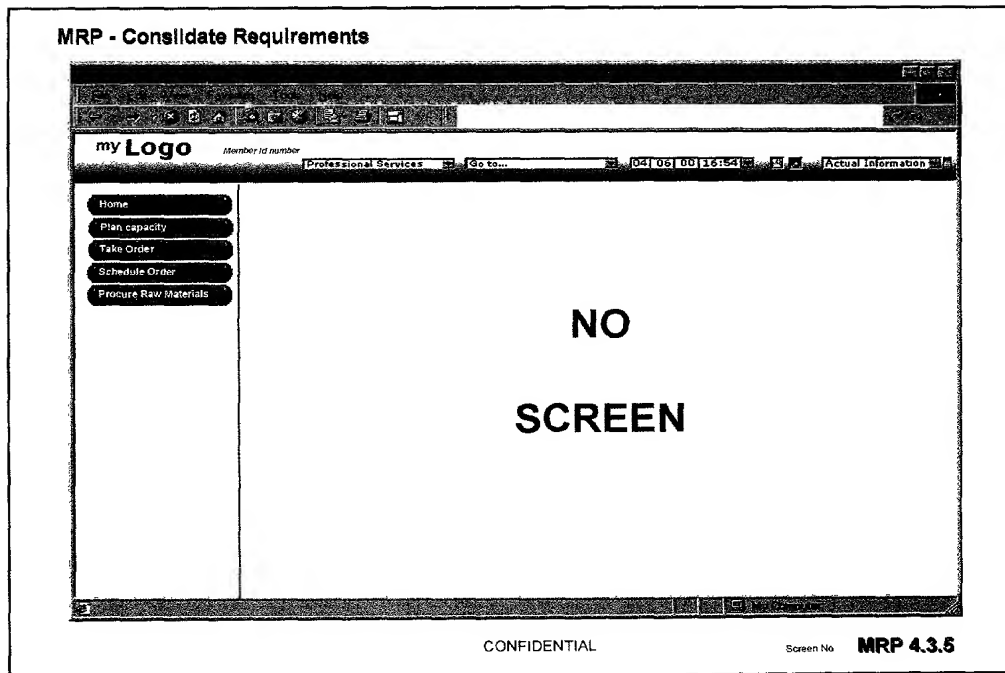 MRP - Conslidate Requirements
my Logo
Member id number
Professional Services
Go to...
04| 06| 00| 16:54
Actual Information
Home
Plan capacity
Take Order
Schedule Order
Procure Raw Materials
NO
SCREEN
CONFIDENTIAL
Screen No MRP 4.3.5